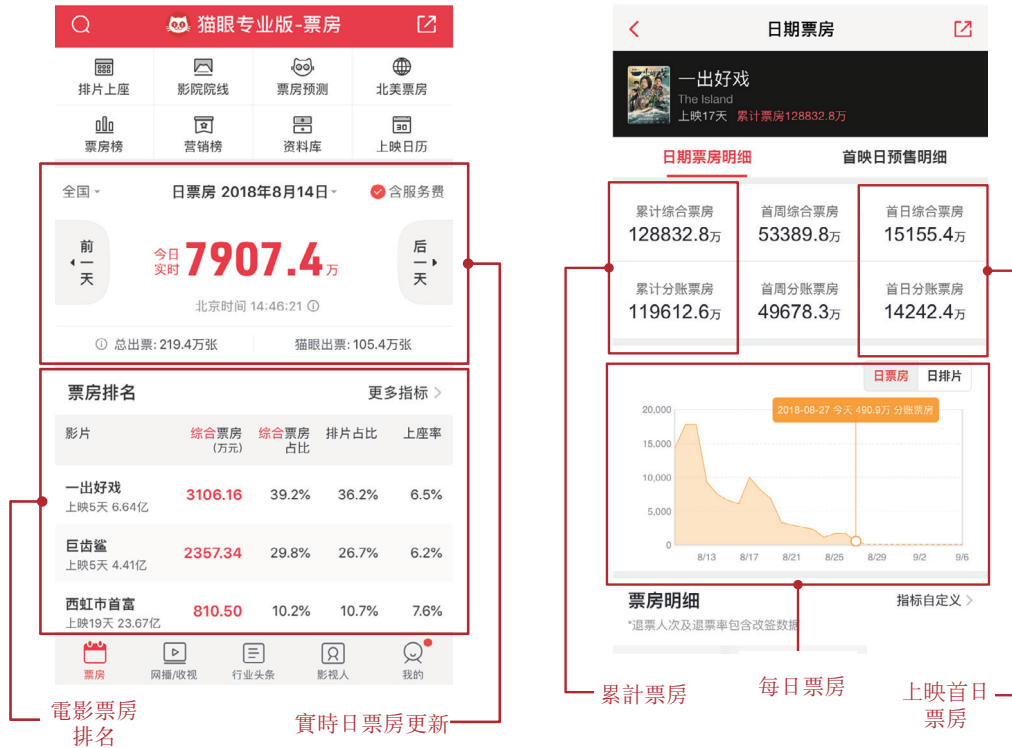 猫眼专业版-票房
排片上座 影院院线 票房预测 北美票房
票房榜 营销榜 资料库 上映日历
全国 日票房 2018年8月14日 含服务费
前一天
今日实时 7907.4万
后一天
北京时间 14:46:21
总出票: 219.4万张 猫眼出票: 105.4万张
票房排名 更多指标
影片 综合票房(万元) 综合票房占比 排片占比 上座率
一出好戏 3106.16 39.2% 36.2% 6.5%
上映5天 6.64亿
巨齿鲨 2357.34 29.8% 26.7% 6.2%
上映5天 4.41亿
西虹市首富 810.50 10.2% 10.7% 7.6%
上映19天 23.67亿
票房 网播/收视 行业头条 影视人 我的
電影票房
排名
實時日票房更新
日期票房
一出好戏
The Island
上映17天 累计票房128832.8万
日期票房明细 首映日预售明细
累计综合票房 首周综合票房 首日综合票房
128832.8万 53389.8万 15155.4万
累计分账票房 首周分账票房 首日分账票房
119612.6万 49678.3万 14242.4万
日票房 日排片
2018-08-27 今天 490.9万 分账票房
20,000
15,000
10,000
5,000
0
8/13 8/17 8/21 8/25 8/29 9/2 9/6
票房明细 指标自定义
*退票人次及退票率包含改签数据
累計票房
每日票房
上映首日
票房